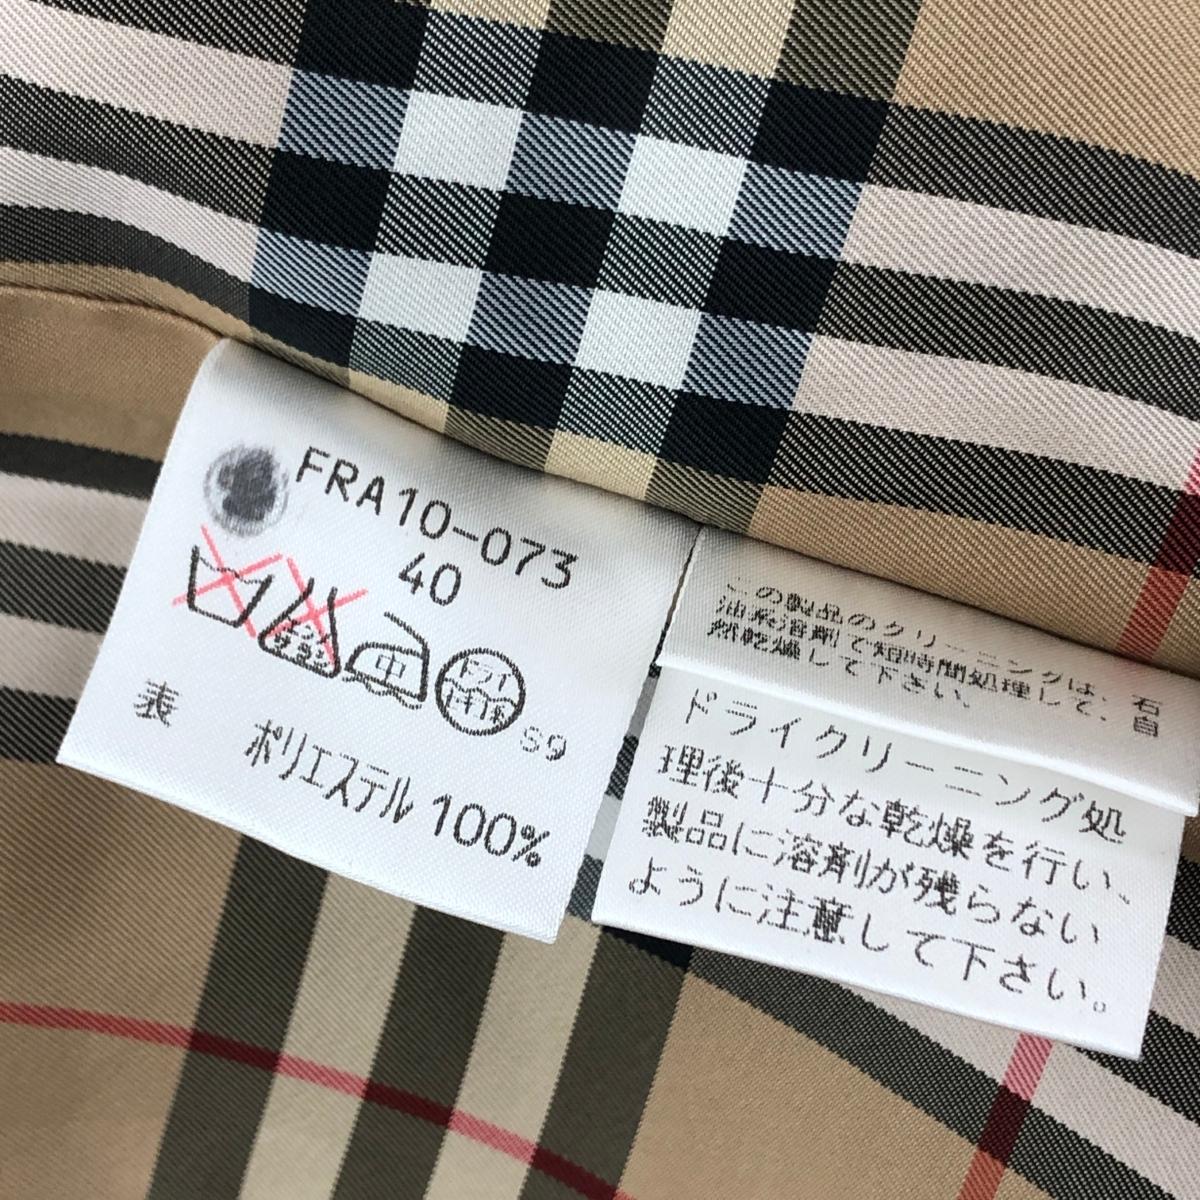 FRA10-073
40
中
ドライ
セキユ系
S9
表 ポリエステル 100%
この製品のクリーニングは、石
油系溶剤で短時間処理して、自
然乾燥して下さい。
ドライクリーニング処
理後十分な乾燥を行い、
製品に溶剤が残らない
ように注意して下さい。